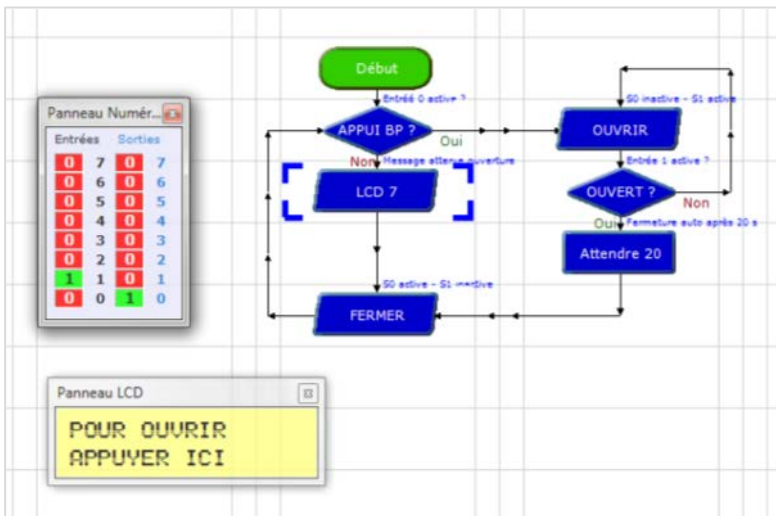 Début
Entréé 0 active ?
APPUI BP ?
Oui
Non
Message attente ouverture
LCD 7
S0 active - S1 inactive
FERMER
S0 inactive - S1 active
OUVRIR
Entrée 1 active ?
OUVERT ?
Non
Oui
Fermeture auto après 20 s
Attendre 20
Panneau Numér...
Entrées Sorties
0 7 0 7
0 6 0 6
0 5 0 5
0 4 0 4
0 3 0 3
0 2 0 2
1 1 0 1
0 0 1 0
Panneau LCD
POUR OUVRIR
APPUYER ICI